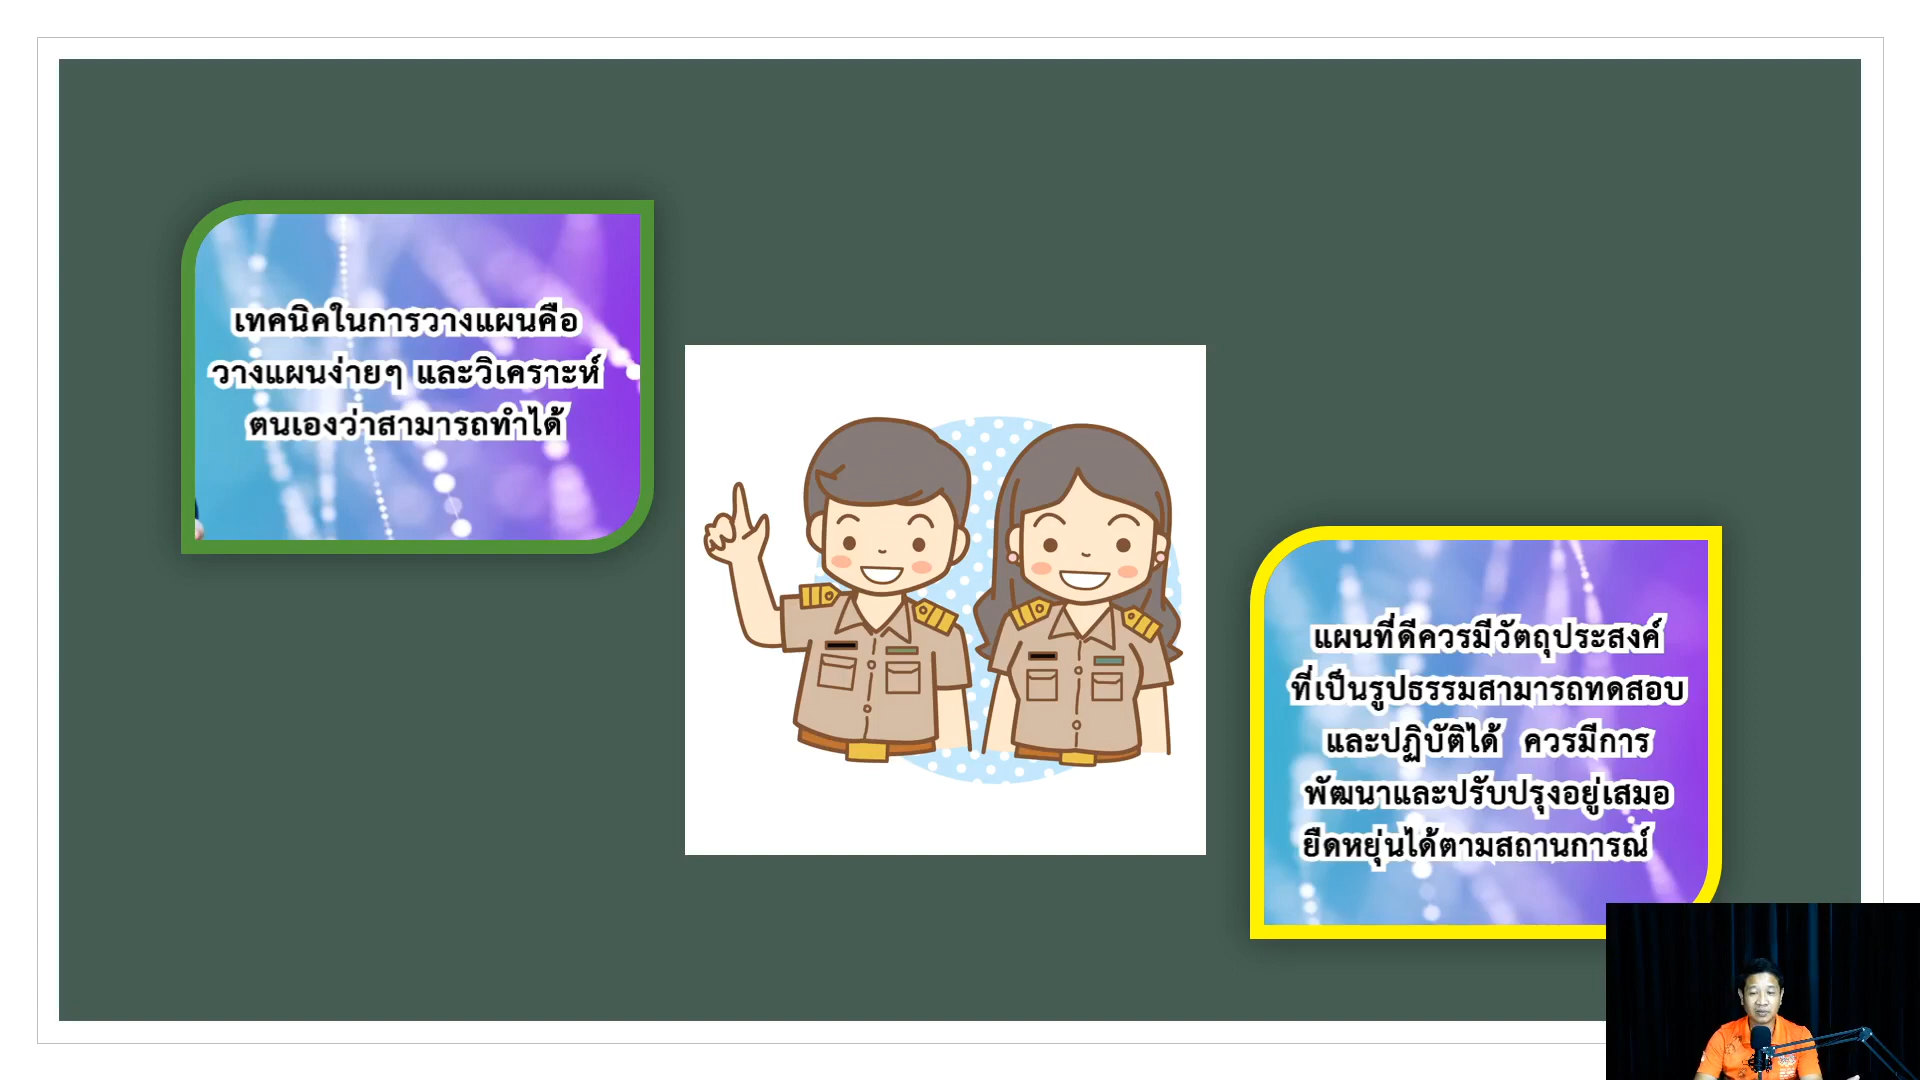 เทคนิคในการวางแผนคือ
วางแผนง่ายๆ และวิเคราะห์
ตนเองว่าสามารถทำได้
แผนที่ดีควรมีวัตถุประสงค์
ที่เป็นรูปธรรมสามารถทดสอบ
และปฏิบัติได้ ควรมีการ
พัฒนาและปรับปรุงอยู่เสมอ
ยืดหยุ่นได้ตามสถานการณ์